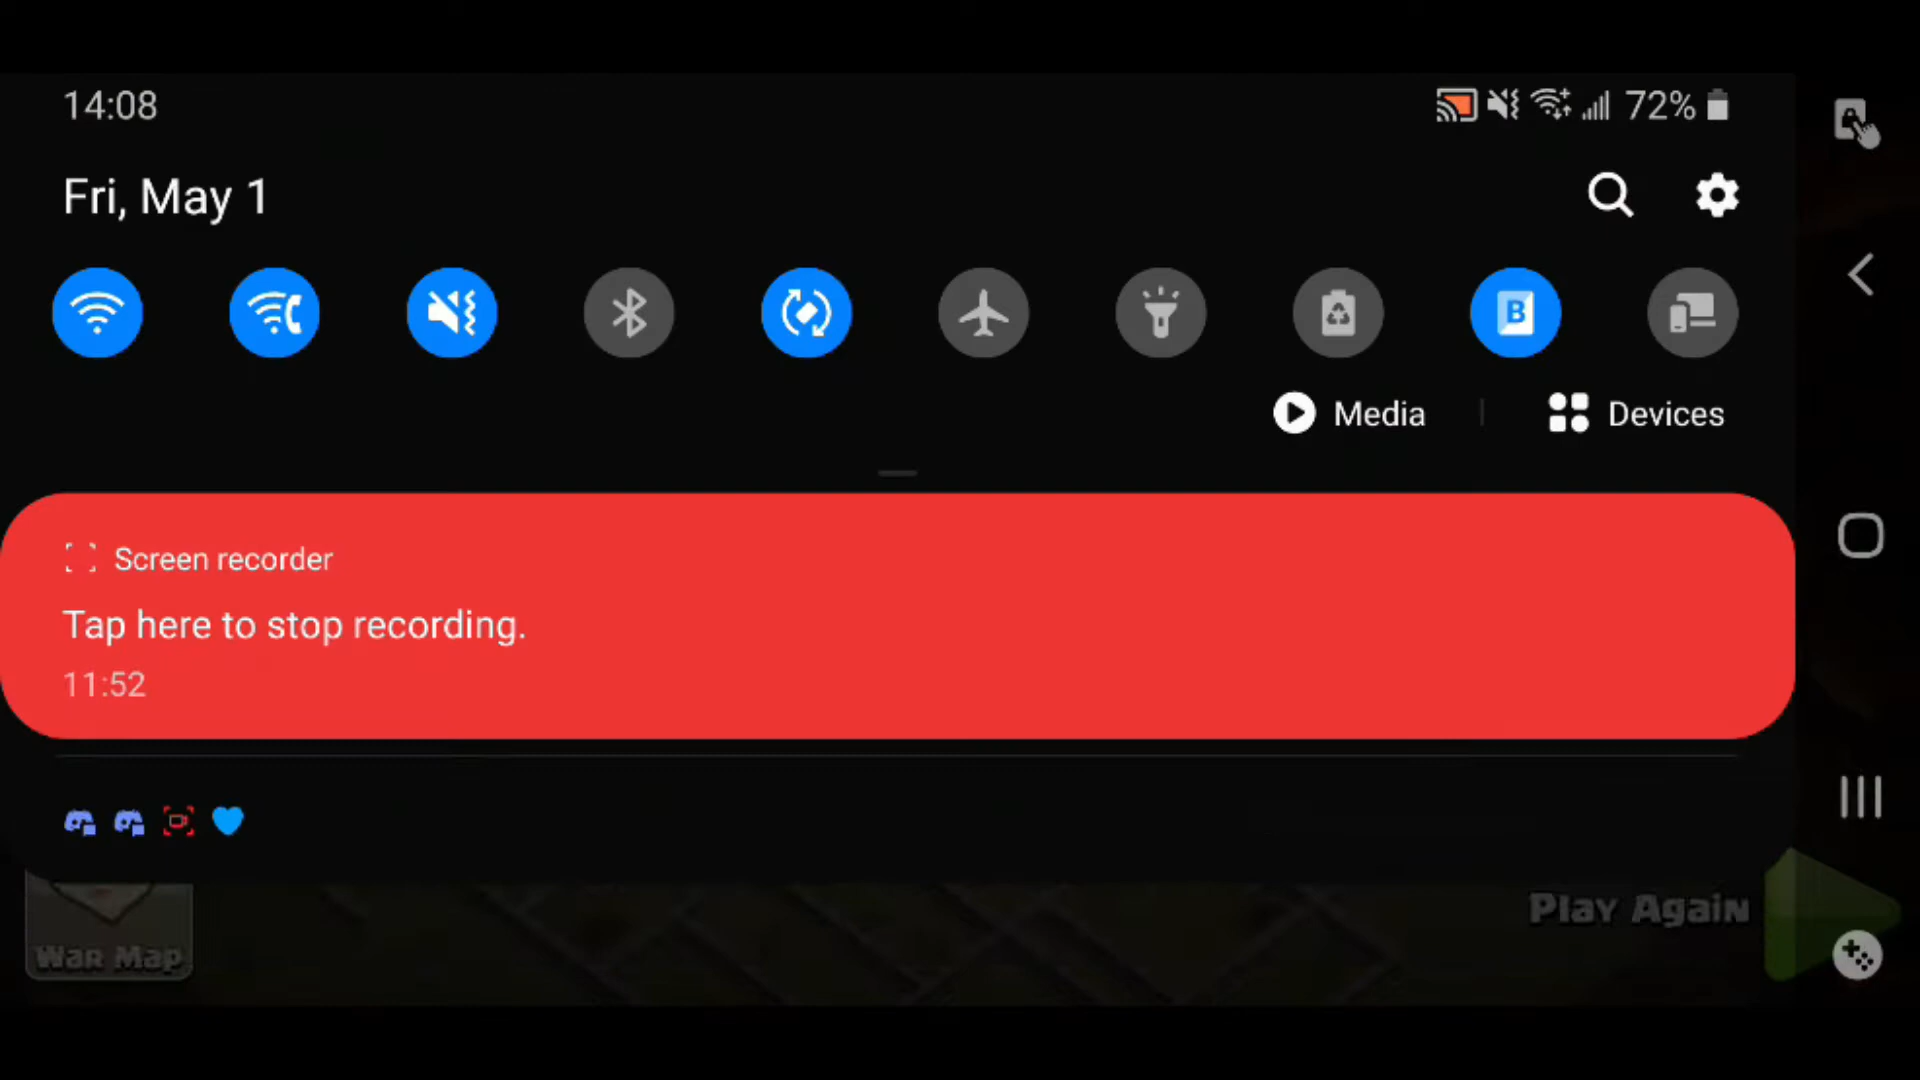 14:08
72%
Fri, May 1
B
Media
Devices
Screen recorder
Tap here to stop recording.
11:52
Play Again
War Map